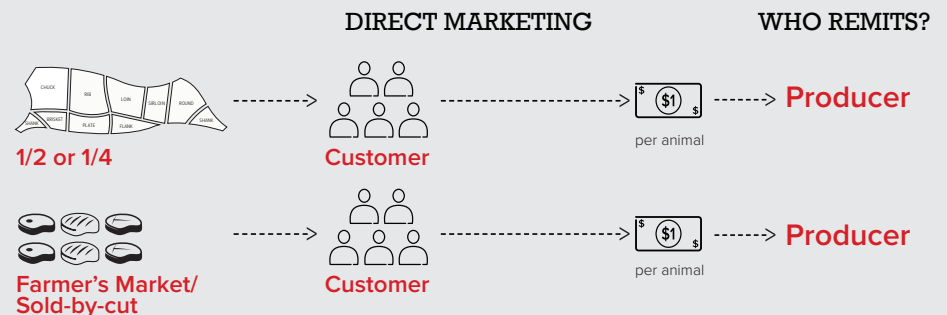 DIRECT MARKETING
WHO REMITS?
CHUCK
RIB
LOIN
SIRLOIN
ROUND
SHANK
BRISKET
PLATE
FLANK
SHANK
1/2 or 1/4
Customer
$
$1
$
per animal
Producer
Farmer's Market/
Sold-by-cut
Customer
$
$1
$
per animal
Producer